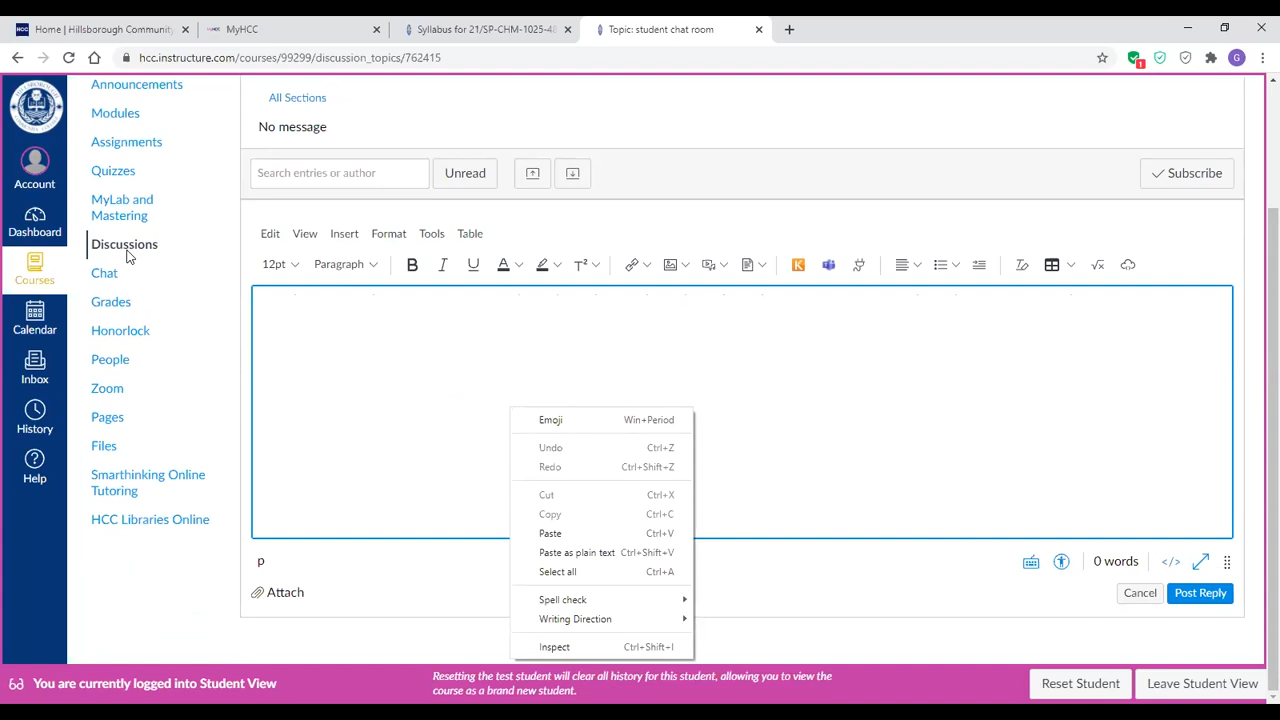 Home | Hillsborough Community
MyHCC
Syllabus for 21/SP-CHM-1025-48
Topic: student chat room
hcc.instructure.com/courses/99299/discussion_topics/762415
1
G
Account
Dashboard
Courses
Calendar
Inbox
History
Help
Announcements
Modules
Assignments
Quizzes
MyLab and
Mastering
Discussions
Chat
Grades
Honorlock
People
Zoom
Pages
Files
Smarthinking Online
Tutoring
HCC Libraries Online
All Sections
No message
Search entries or author
Unread
Subscribe
Edit View Insert Format Tools Table
12pt Paragraph B I U A T²
Emoji Win+Period
Undo Ctrl+Z
Redo Ctrl+Shift+Z
Cut Ctrl+X
Copy Ctrl+C
Paste Ctrl+V
Paste as plain text Ctrl+Shift+V
Select all Ctrl+A
Spell check
Writing Direction
Inspect Ctrl+Shift+I
p
0 words </>
Attach
Cancel
Post Reply
You are currently logged into Student View
Resetting the test student will clear all history for this student, allowing you to view the
course as a brand new student.
Reset Student
Leave Student View